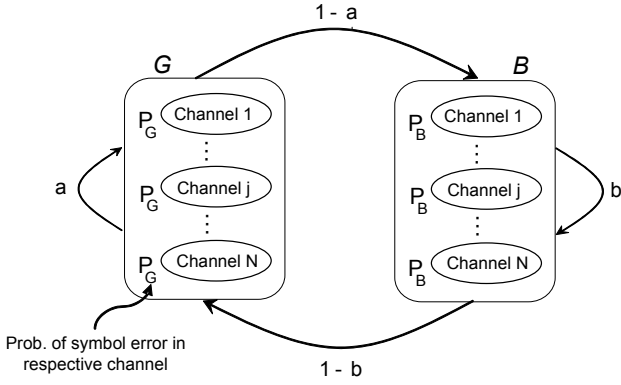 1 - a
G
B
P_G Channel 1
P_B Channel 1
a
P_G Channel j
P_B Channel j
b
P_G Channel N
P_B Channel N
Prob. of symbol error in
respective channel
1 - b